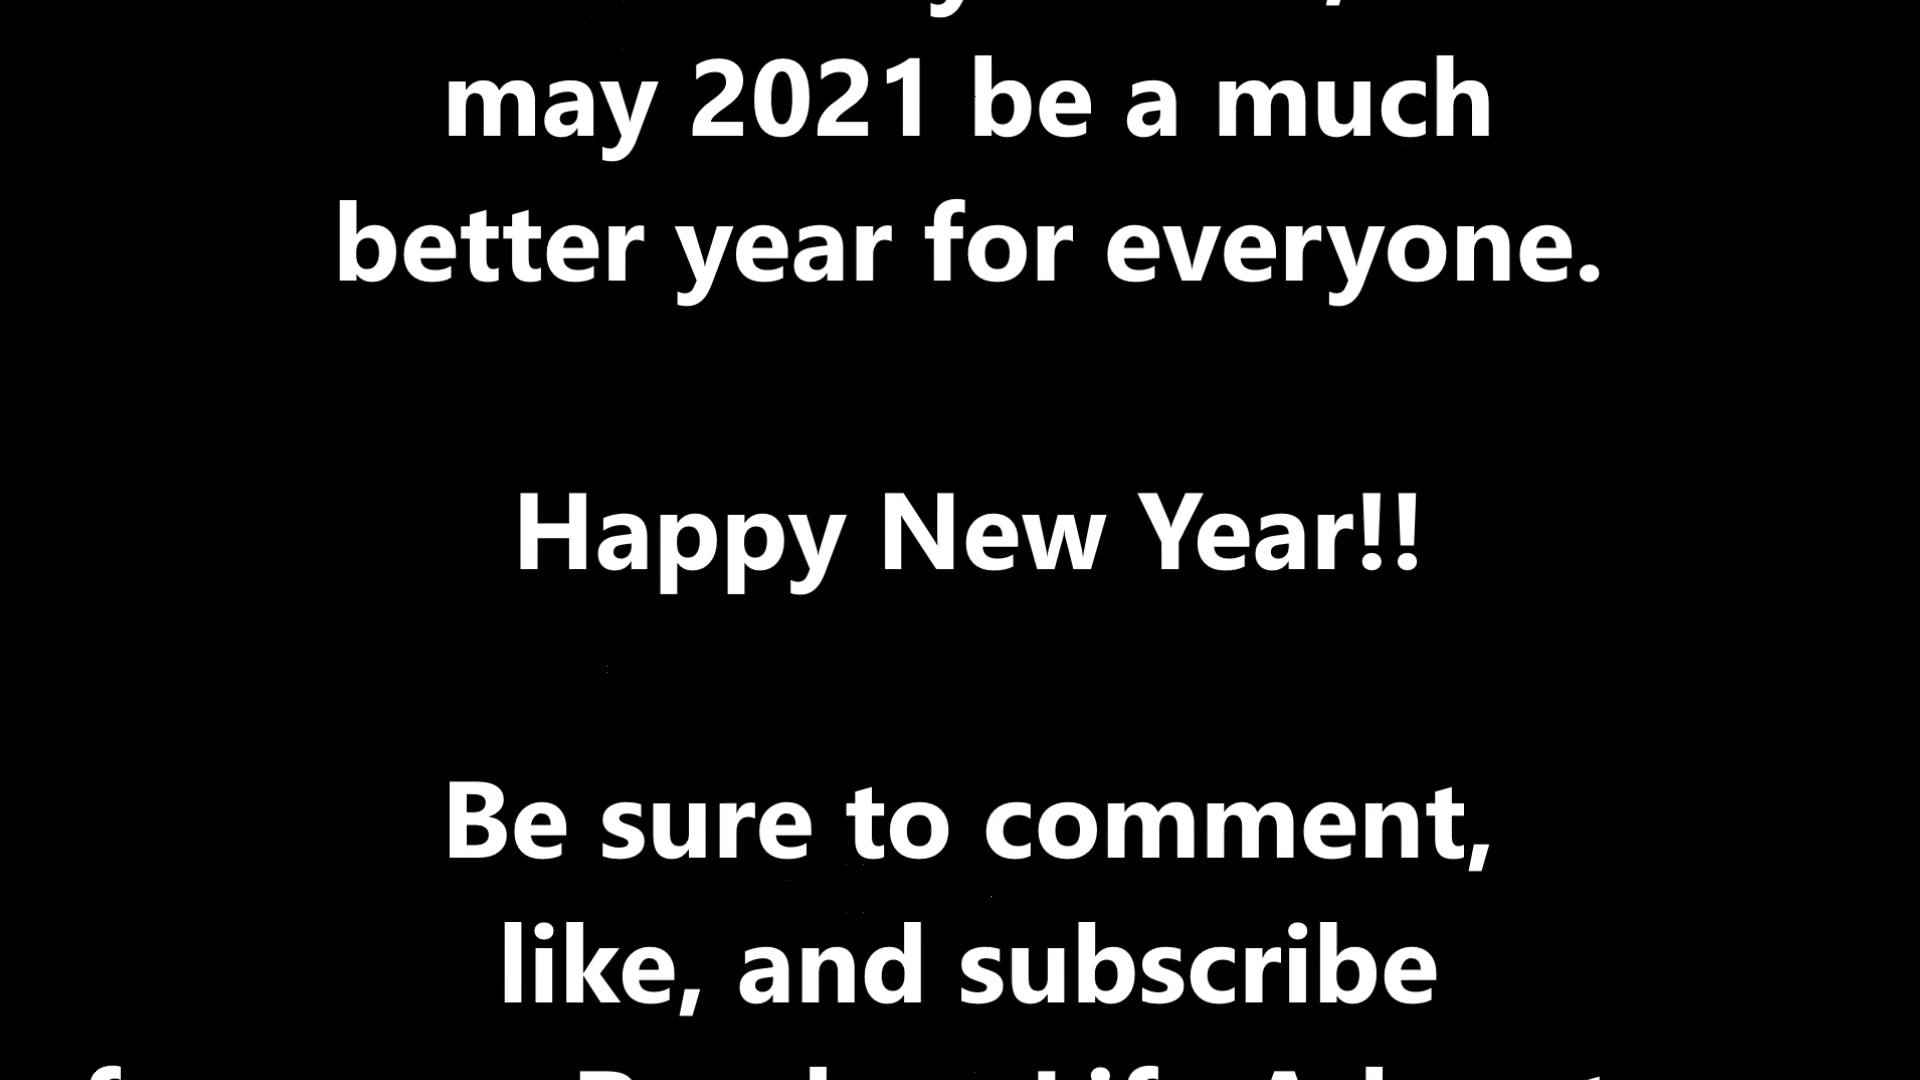 may 2021 be a much
better year for everyone.
Happy New Year!!
Be sure to comment,
like, and subscribe